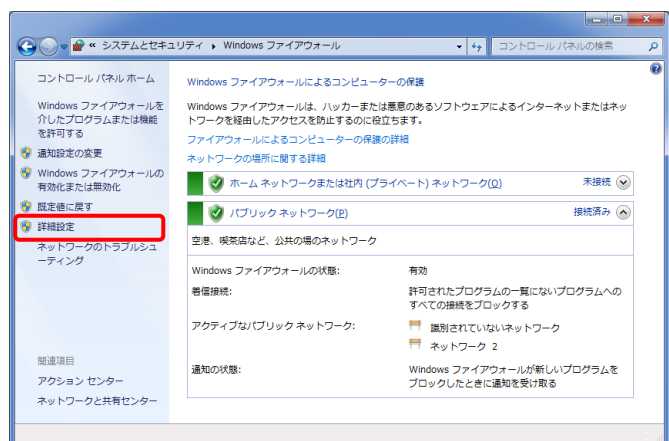 « システムとセキュリティ ▸ Windows ファイアウォール
コントロール パネルの検索
コントロール パネル ホーム
Windows ファイアウォールを
介したプログラムまたは機能
を許可する
通知設定の変更
Windows ファイアウォールの
有効化または無効化
既定値に戻す
詳細設定
ネットワークのトラブルシュ
ーティング
関連項目
アクション センター
ネットワークと共有センター
Windows ファイアウォールによるコンピューターの保護
Windows ファイアウォールは、ハッカーまたは悪意のあるソフトウェアによるインターネットまたはネッ
トワークを経由したアクセスを防止するのに役立ちます。
ファイアウォールによるコンピューターの保護の詳細
ネットワークの場所に関する詳細
ホーム ネットワークまたは社内 (プライベート) ネットワーク(O) 未接続
パブリック ネットワーク(P) 接続済み
空港、喫茶店など、公共の場のネットワーク
Windows ファイアウォールの状態: 有効
着信接続: 許可されたプログラムの一覧にないプログラムへの
すべての接続をブロックする
アクティブなパブリック ネットワーク: 識別されていないネットワーク
ネットワーク 2
通知の状態: Windows ファイアウォールが新しいプログラムを
ブロックしたときに通知を受け取る